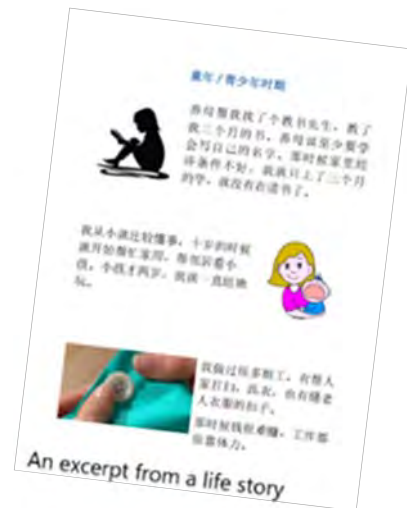 童年/青少年时期
养母帮我找了个教书先生，教了
我三个月的书，养母说至少要学
会写自己的名字。那时候家里经
济条件不好，我就只上了三个月
的学，就没有在读书了。
我从小就比较懂事，十岁的时候
就开始帮忙家用，帮邻居看小
孩，小孩才两岁，我就一直陪她
玩。
我做过很多粗工，有帮人
家打扫、洗衣，也有缝老
人衣服的扣子。
那时候钱很难赚，工作都
很靠体力。
An excerpt from a life story